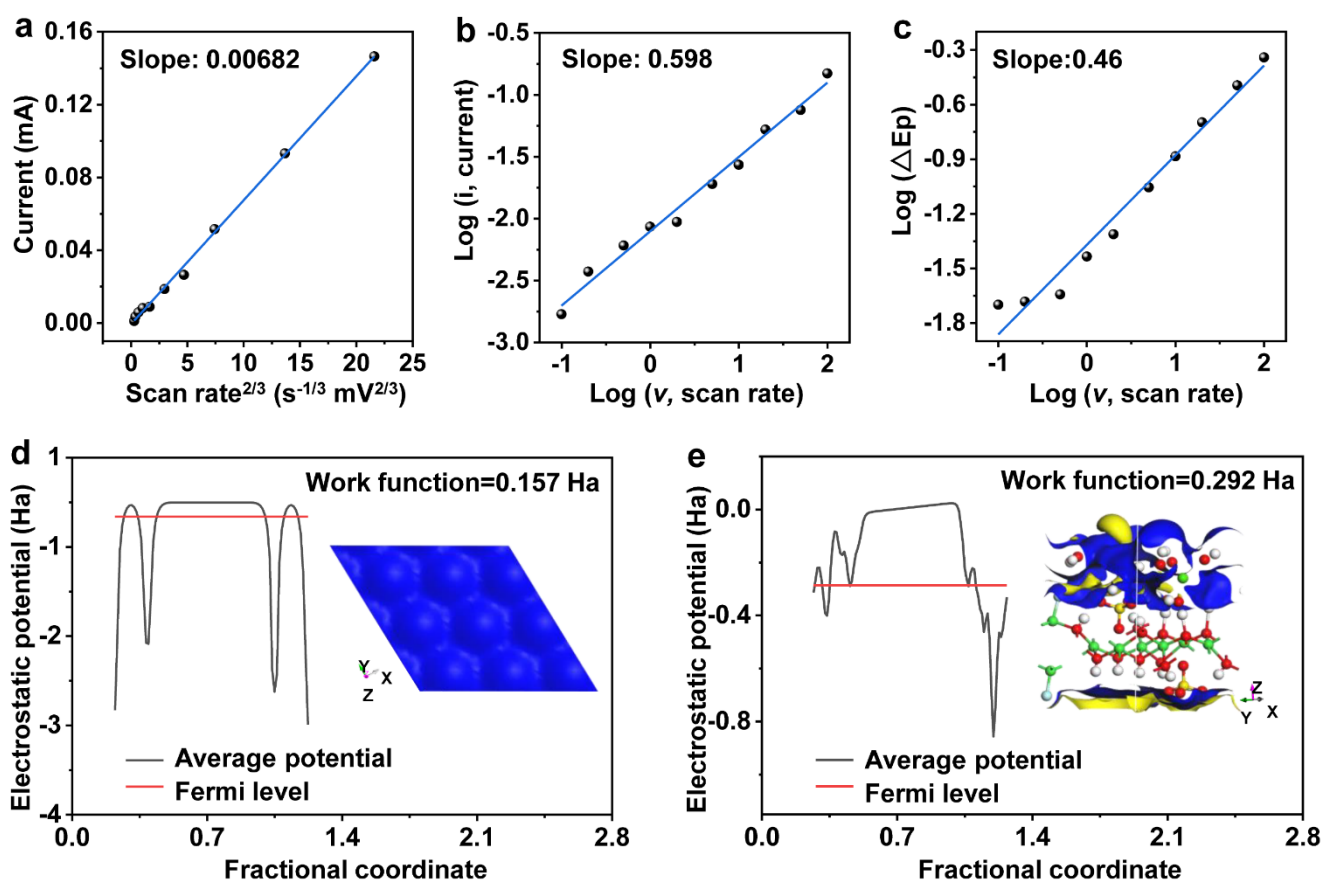 a
Slope: 0.00682
Current (mA)
0.16
0.12
0.08
0.04
0.00
0 5 10 15 20 25
Scan rate2/3 (s-1/3 mV2/3)
b
Slope: 0.598
Log (i, current)
-0.5
-1.0
-1.5
-2.0
-2.5
-3.0
-1 0 1 2
Log (v, scan rate)
c
Slope:0.46
Log (△Ep)
-0.3
-0.6
-0.9
-1.2
-1.5
-1.8
-1 0 1 2
Log (v, scan rate)
d
Work function=0.157 Ha
Electrostatic potential (Ha)
1
-1
-2
-3
-4
Y
X
Z
Average potential
Fermi level
0.0 0.7 1.4 2.1 2.8
Fractional coordinate
e
Work function=0.292 Ha
Electrostatic potential (Ha)
0.0
-0.4
-0.8
Z
Y X
Average potential
Fermi level
0.0 0.7 1.4 2.1 2.8
Fractional coordinate